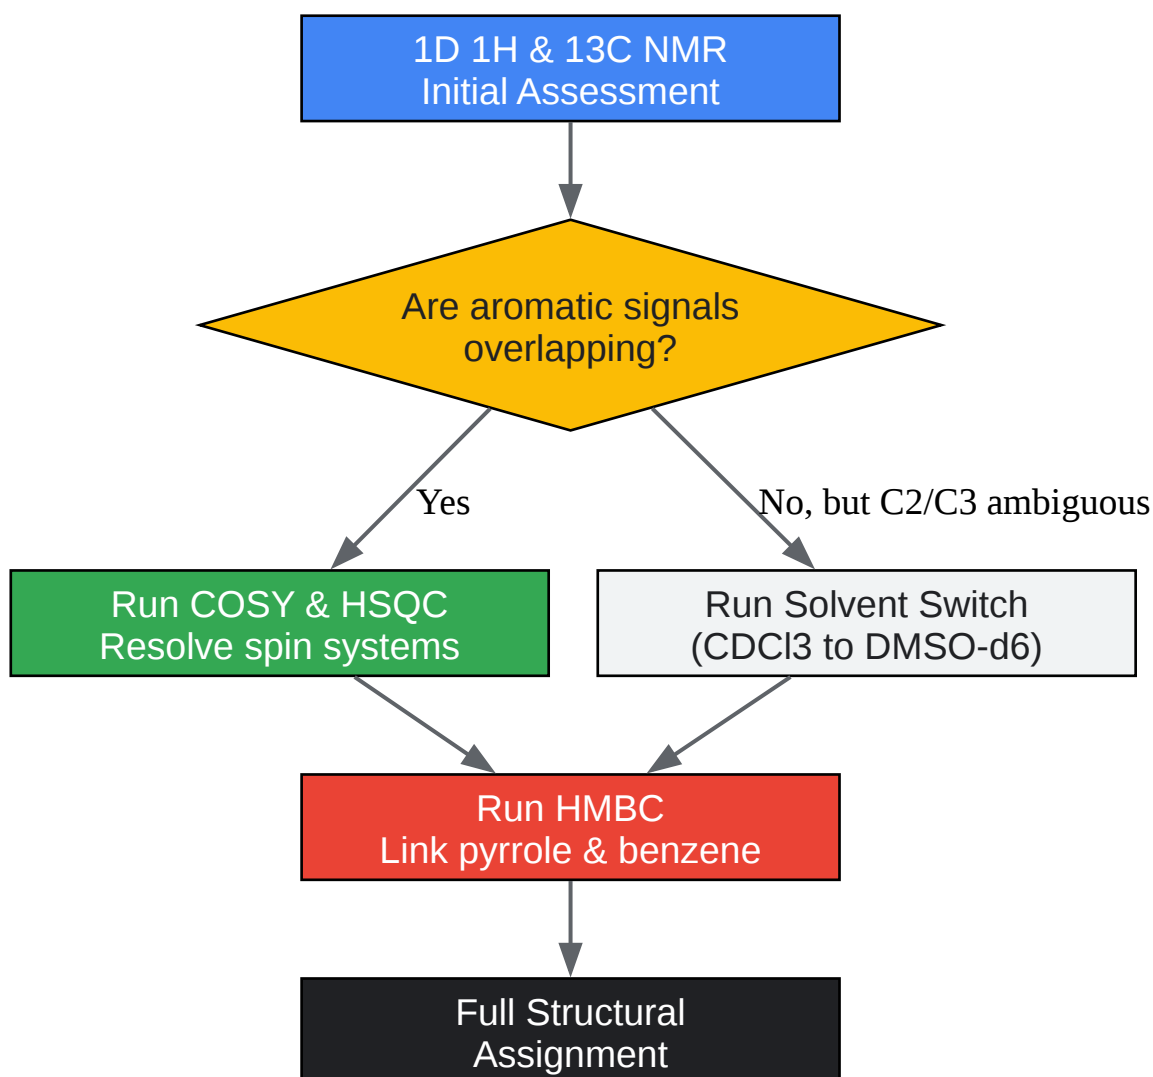 1D 1H & 13C NMR
Initial Assessment
Are aromatic signals
overlapping?
Yes
No, but C2/C3 ambiguous
Run COSY & HSQC
Resolve spin systems
Run Solvent Switch
(CDCl3 to DMSO-d6)
Run HMBC
Link pyrrole & benzene
Full Structural
Assignment